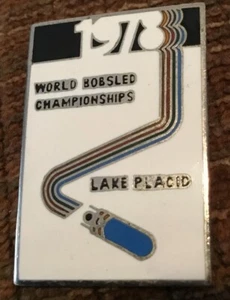 1978
WORLD BOBSLED
CHAMPIONSHIPS
LAKE PLACID